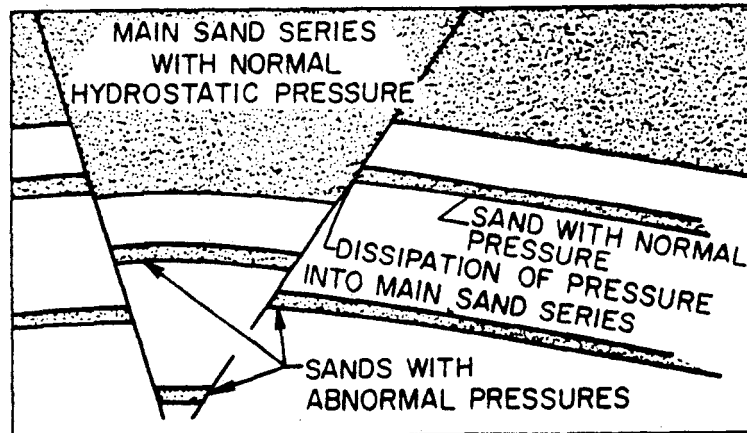 MAIN SAND SERIES
WITH NORMAL
HYDROSTATIC PRESSURE
SAND WITH NORMAL
PRESSURE
DISSIPATION OF PRESSURE
INTO MAIN SAND SERIES
SANDS WITH
ABNORMAL PRESSURES